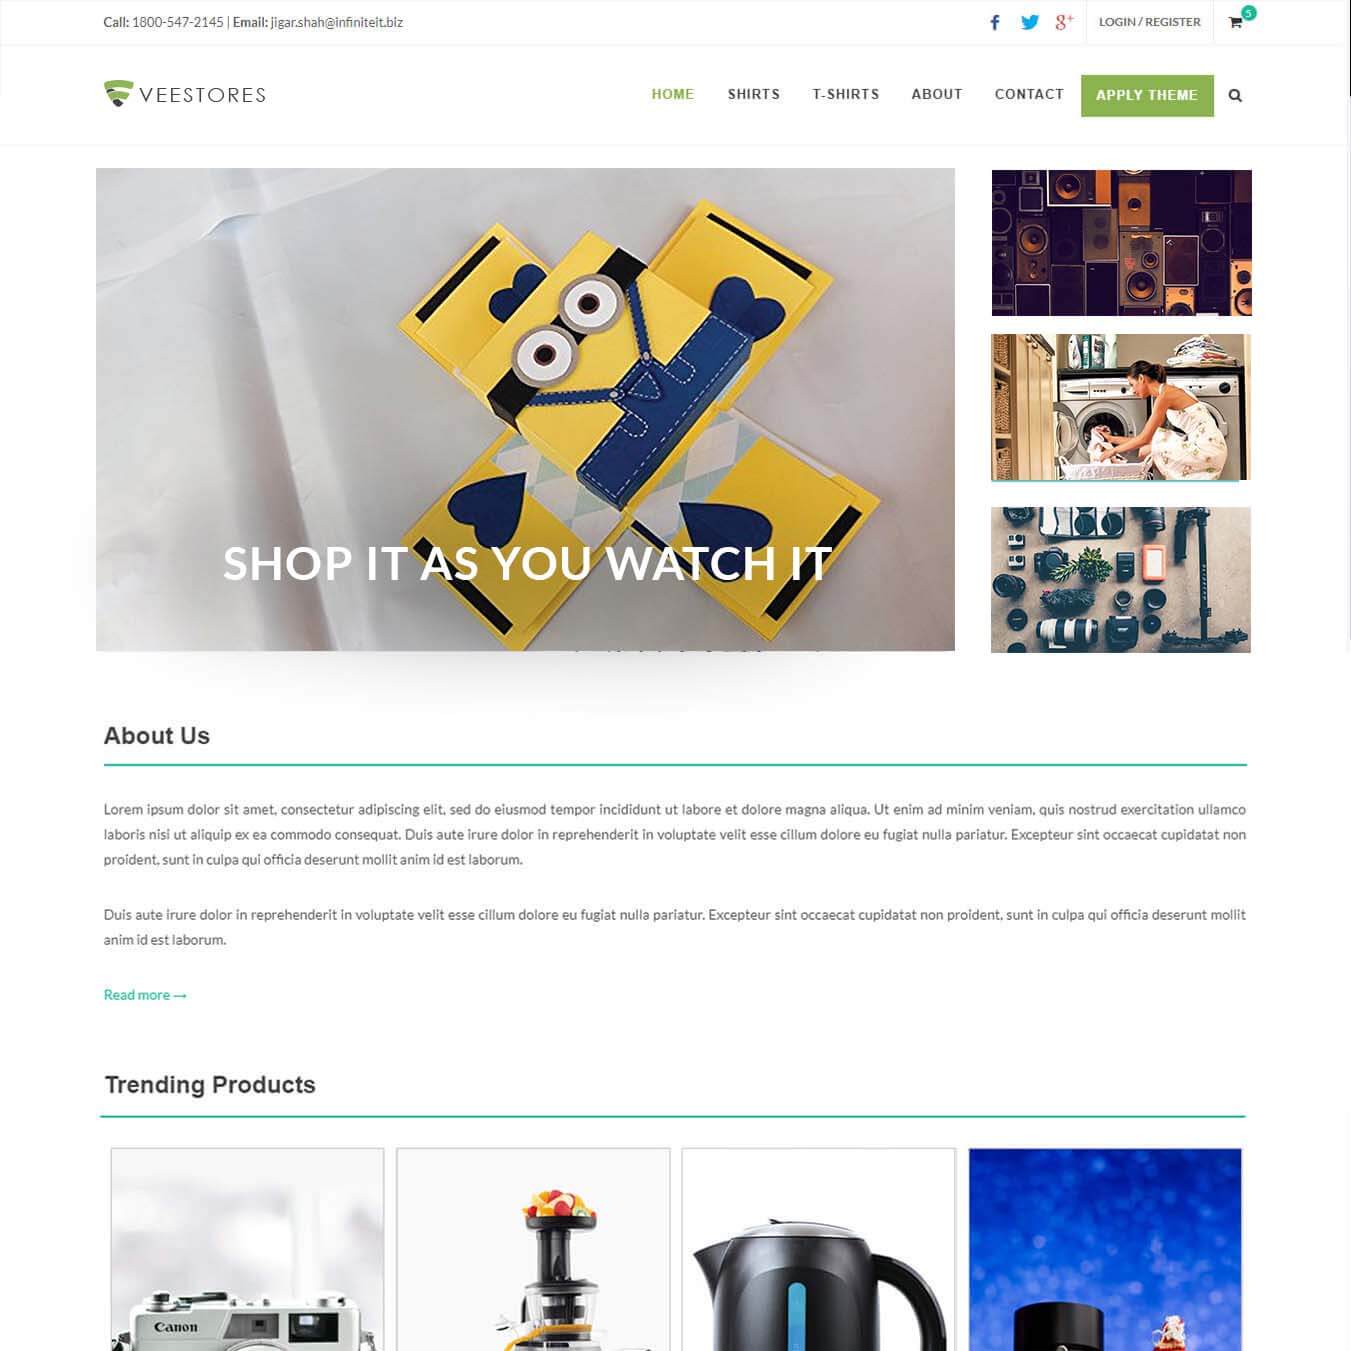 Call: 1800-547-2145 | Email: jigar.shah@infiniteit.biz
LOGIN / REGISTER
5
VEESTORES
HOME SHIRTS T-SHIRTS ABOUT CONTACT APPLY THEME
SHOP IT AS YOU WATCH IT
About Us
Lorem ipsum dolor sit amet, consectetur adipiscing elit, sed do eiusmod tempor incididunt ut labore et dolore magna aliqua. Ut enim ad minim veniam, quis nostrud exercitation ullamco
laboris nisi ut aliquip ex ea commodo consequat. Duis aute irure dolor in reprehenderit in voluptate velit esse cillum dolore eu fugiat nulla pariatur. Excepteur sint occaecat cupidatat non
proident, sunt in culpa qui officia deserunt mollit anim id est laborum.
Duis aute irure dolor in reprehenderit in voluptate velit esse cillum dolore eu fugiat nulla pariatur. Excepteur sint occaecat cupidatat non proident, sunt in culpa qui officia deserunt mollit
anim id est laborum.
Read more →
Trending Products
Canon